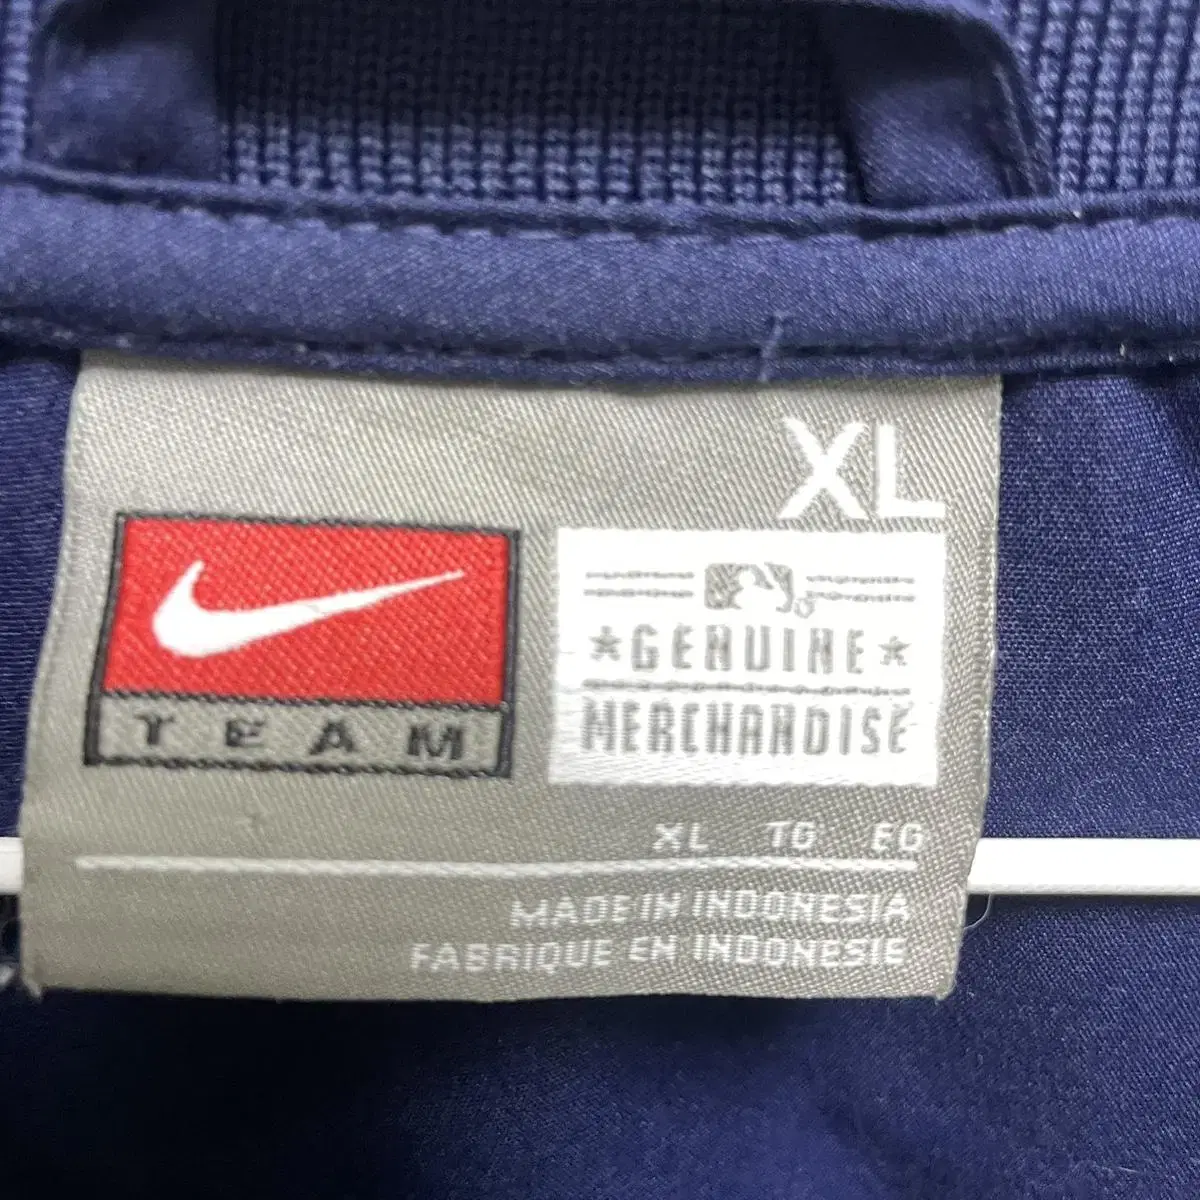 XL
TEAM
GENUINE
MERCHANDISE
XL TG EG
MADE IN INDONESIA
FABRIQUE EN INDONESIE